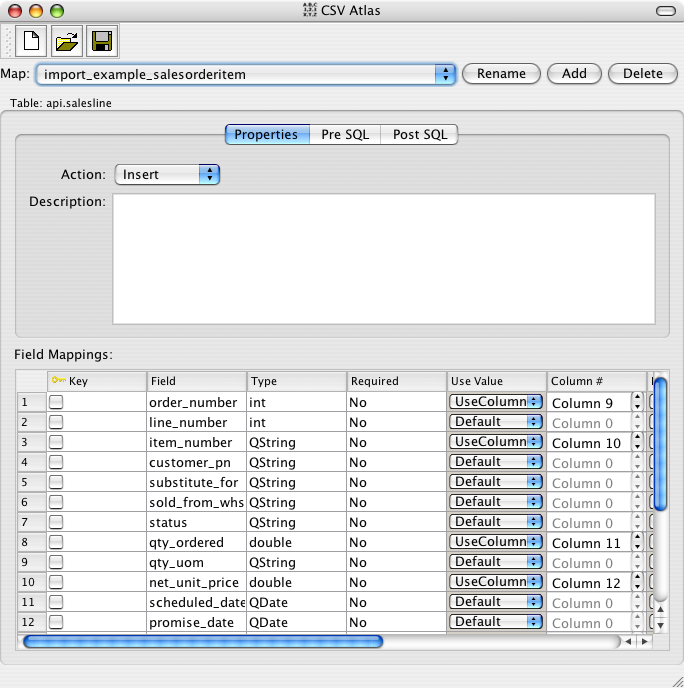 CSV Atlas
Map: import_example_salesorderitem Rename Add Delete
Table: api.salesline
Properties Pre SQL Post SQL
Action: Insert
Description:
Field Mappings:
Key Field Type Required Use Value Column #
1 order_number int No UseColumn Column 9
2 line_number int No Default Column 0
3 item_number QString No UseColumn Column 10
4 customer_pn QString No Default Column 0
5 substitute_for QString No Default Column 0
6 sold_from_whs QString No Default Column 0
7 status QString No Default Column 0
8 qty_ordered double No UseColumn Column 11
9 qty_uom QString No Default Column 0
10 net_unit_price double No UseColumn Column 12
11 scheduled_date QDate No Default Column 0
12 promise_date QDate No Default Column 0